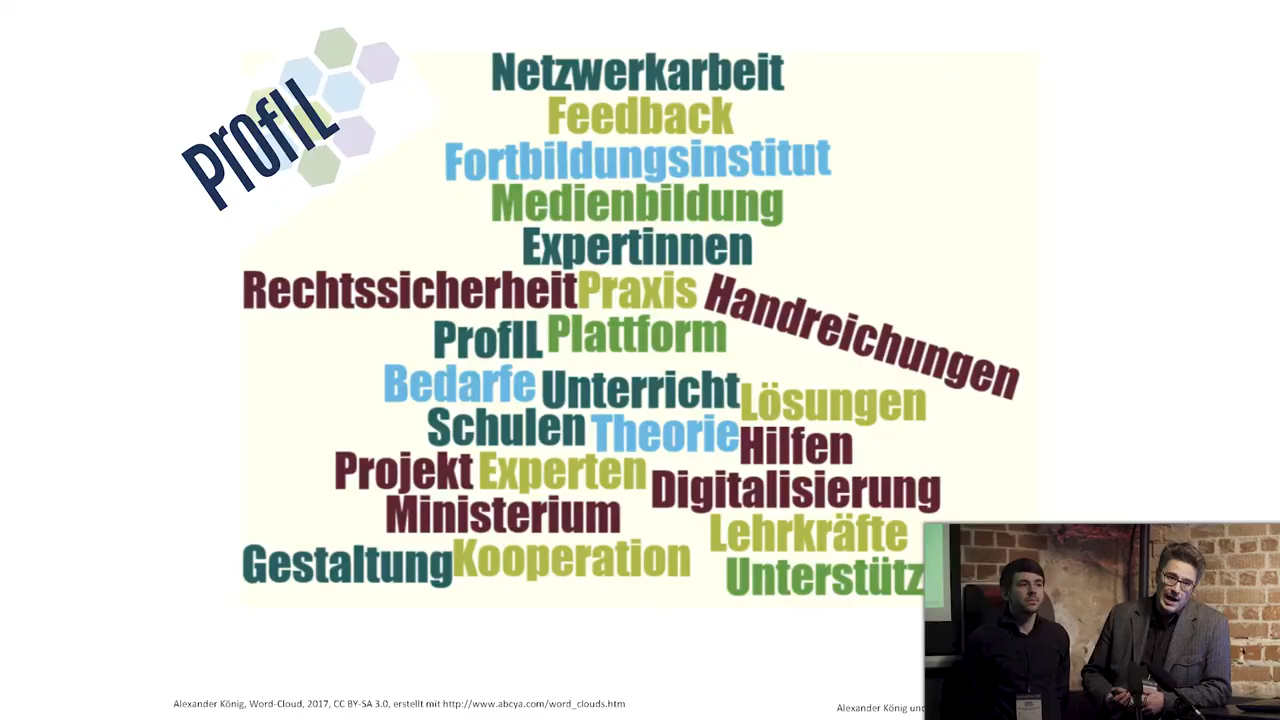 ProfIL
Netzwerkarbeit
Feedback
Fortbildungsinstitut
Medienbildung
Expertinnen
Rechtssicherheit Praxis Handreichungen
ProfIL Plattform
Bedarfe Unterricht Lösungen
Schulen Theorie Hilfen
Projekt Experten Digitalisierung
Ministerium Lehrkräfte
Gestaltung Kooperation Unterstütz
Alexander König, Word-Cloud, 2017, CC BY-SA 3.0, erstellt mit http://www.abcya.com/word_clouds.htm
Alexander König und